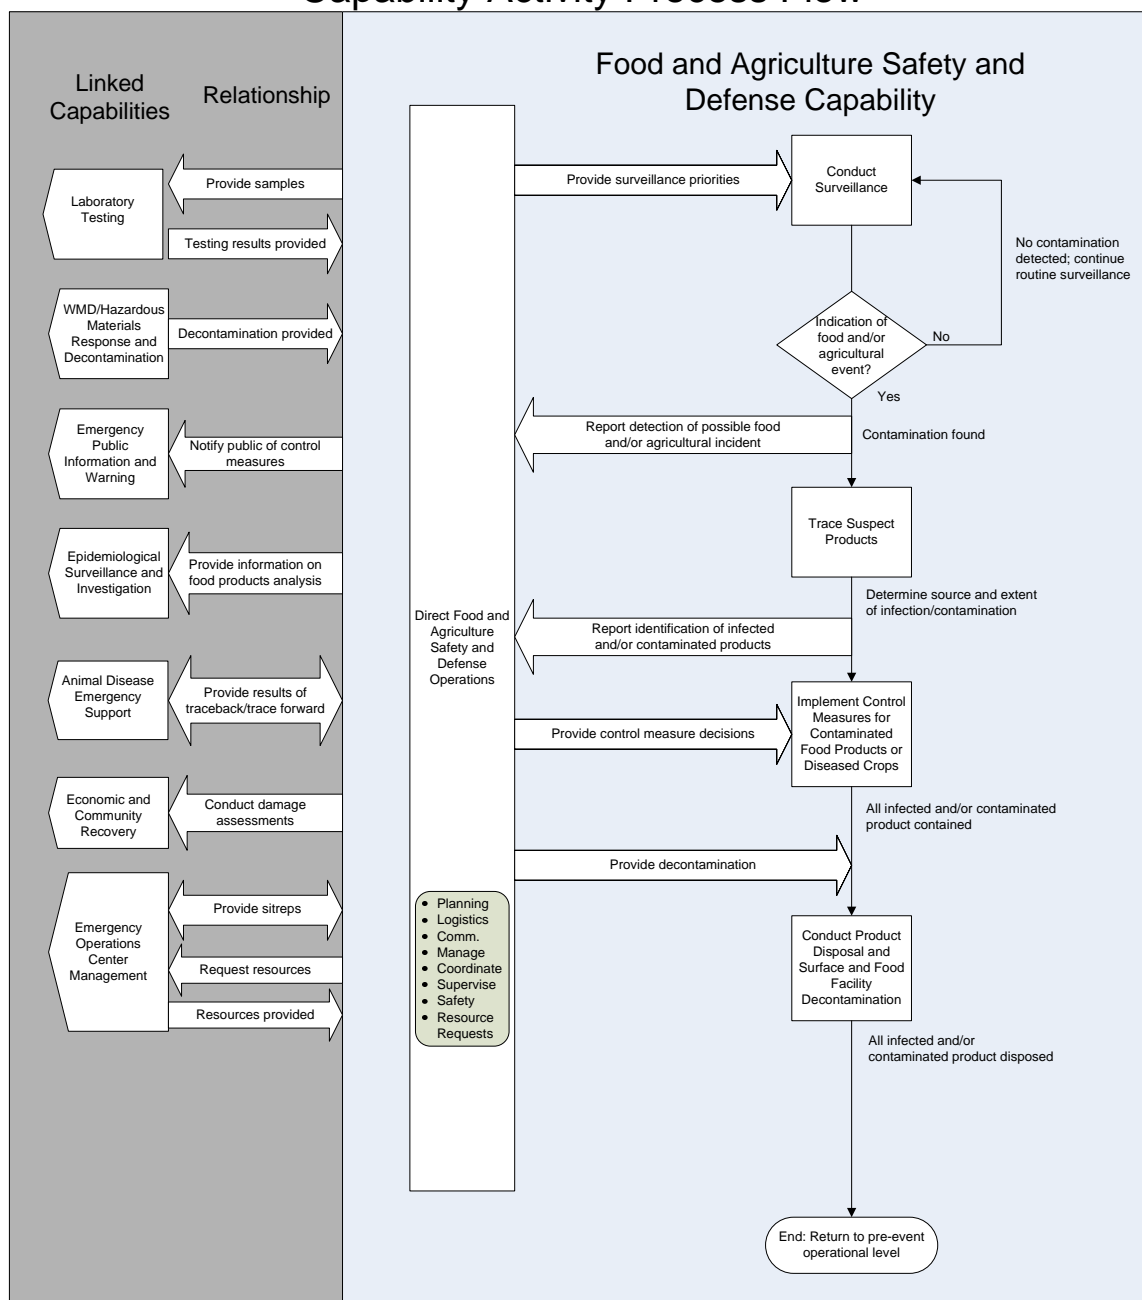 Capability Activity Process Flow
Linked
Capabilities
Relationship
Food and Agriculture Safety and
Defense Capability
Laboratory
Testing
Provide samples
Testing results provided
WMD/Hazardous
Materials
Response and
Decontamination
Decontamination provided
Emergency
Public
Information and
Warning
Notify public of control
measures
Epidemiological
Surveillance and
Investigation
Provide information on
food products analysis
Animal Disease
Emergency
Support
Provide results of
traceback/trace forward
Economic and
Community
Recovery
Conduct damage
assessments
Emergency
Operations
Center
Management
Provide sitreps
Request resources
Resources provided
Direct Food and
Agriculture
Safety and
Defense
Operations
• Planning
• Logistics
• Comm.
• Manage
• Coordinate
• Supervise
• Safety
• Resource
Requests
Provide surveillance priorities
Conduct
Surveillance
No contamination
detected; continue
routine surveillance
Indication of
food and/or
agricultural
event?
No
Yes
Report detection of possible food
and/or agricultural incident
Contamination found
Trace Suspect
Products
Determine source and extent
of infection/contamination
Report identification of infected
and/or contaminated products
Provide control measure decisions
Implement Control
Measures for
Contaminated
Food Products or
Diseased Crops
All infected and/or contaminated
product contained
Provide decontamination
Conduct Product
Disposal and
Surface and Food
Facility
Decontamination
All infected and/or
contaminated product disposed
End: Return to pre-event
operational level